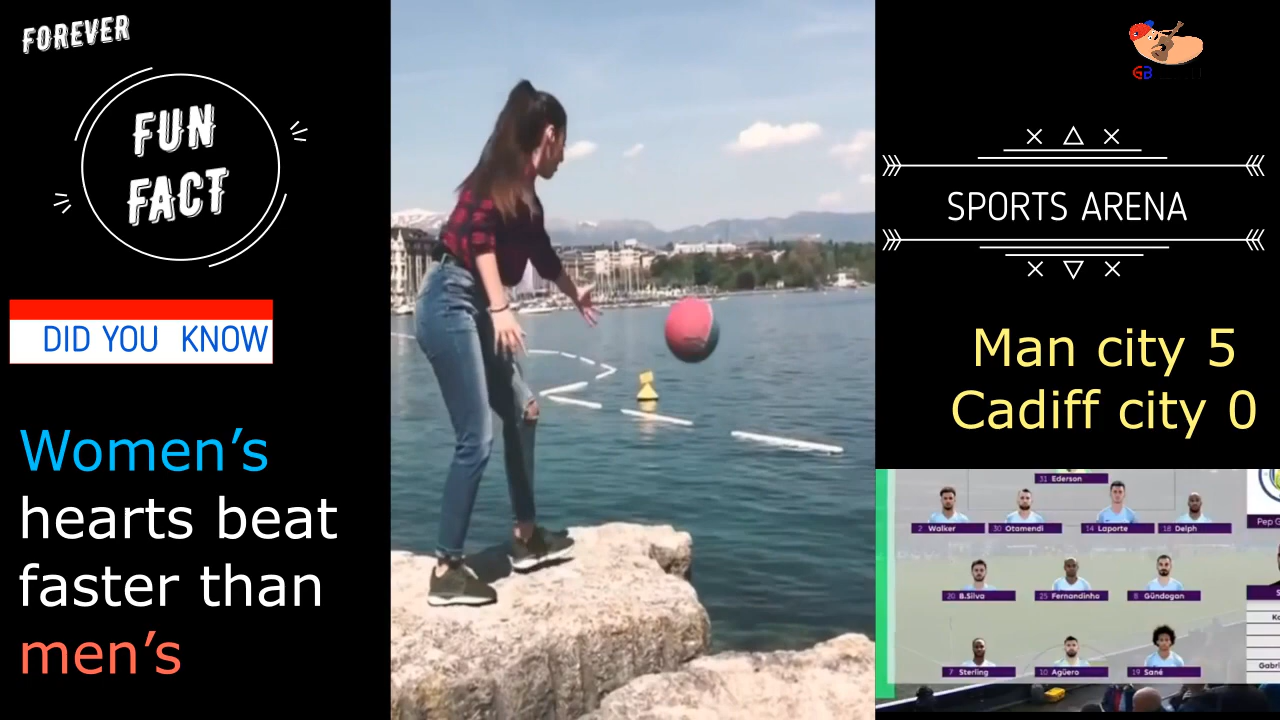 FOREVER
FUN
FACT
DID YOU KNOW
Women’s
hearts beat
faster than
men’s
GB
SPORTS ARENA
Man city 5
Cadiff city 0
31 Ederson
2 Walker
30 Otamendi
14 Laporte
18 Delph
Pep G
20 B.Silva
25 Fernandinho
8 Gündogan
7 Sterling
10 Agüero
19 Sané
Gabri